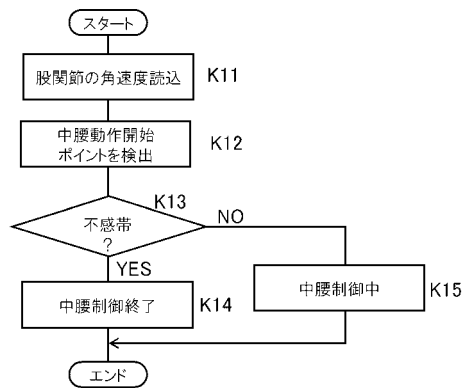 スタート
股関節の角速度読込
K11
中腰動作開始
ポイントを検出
K12
K13
不感帯
?
NO
YES
中腰制御終了
K14
中腰制御中
K15
エンド